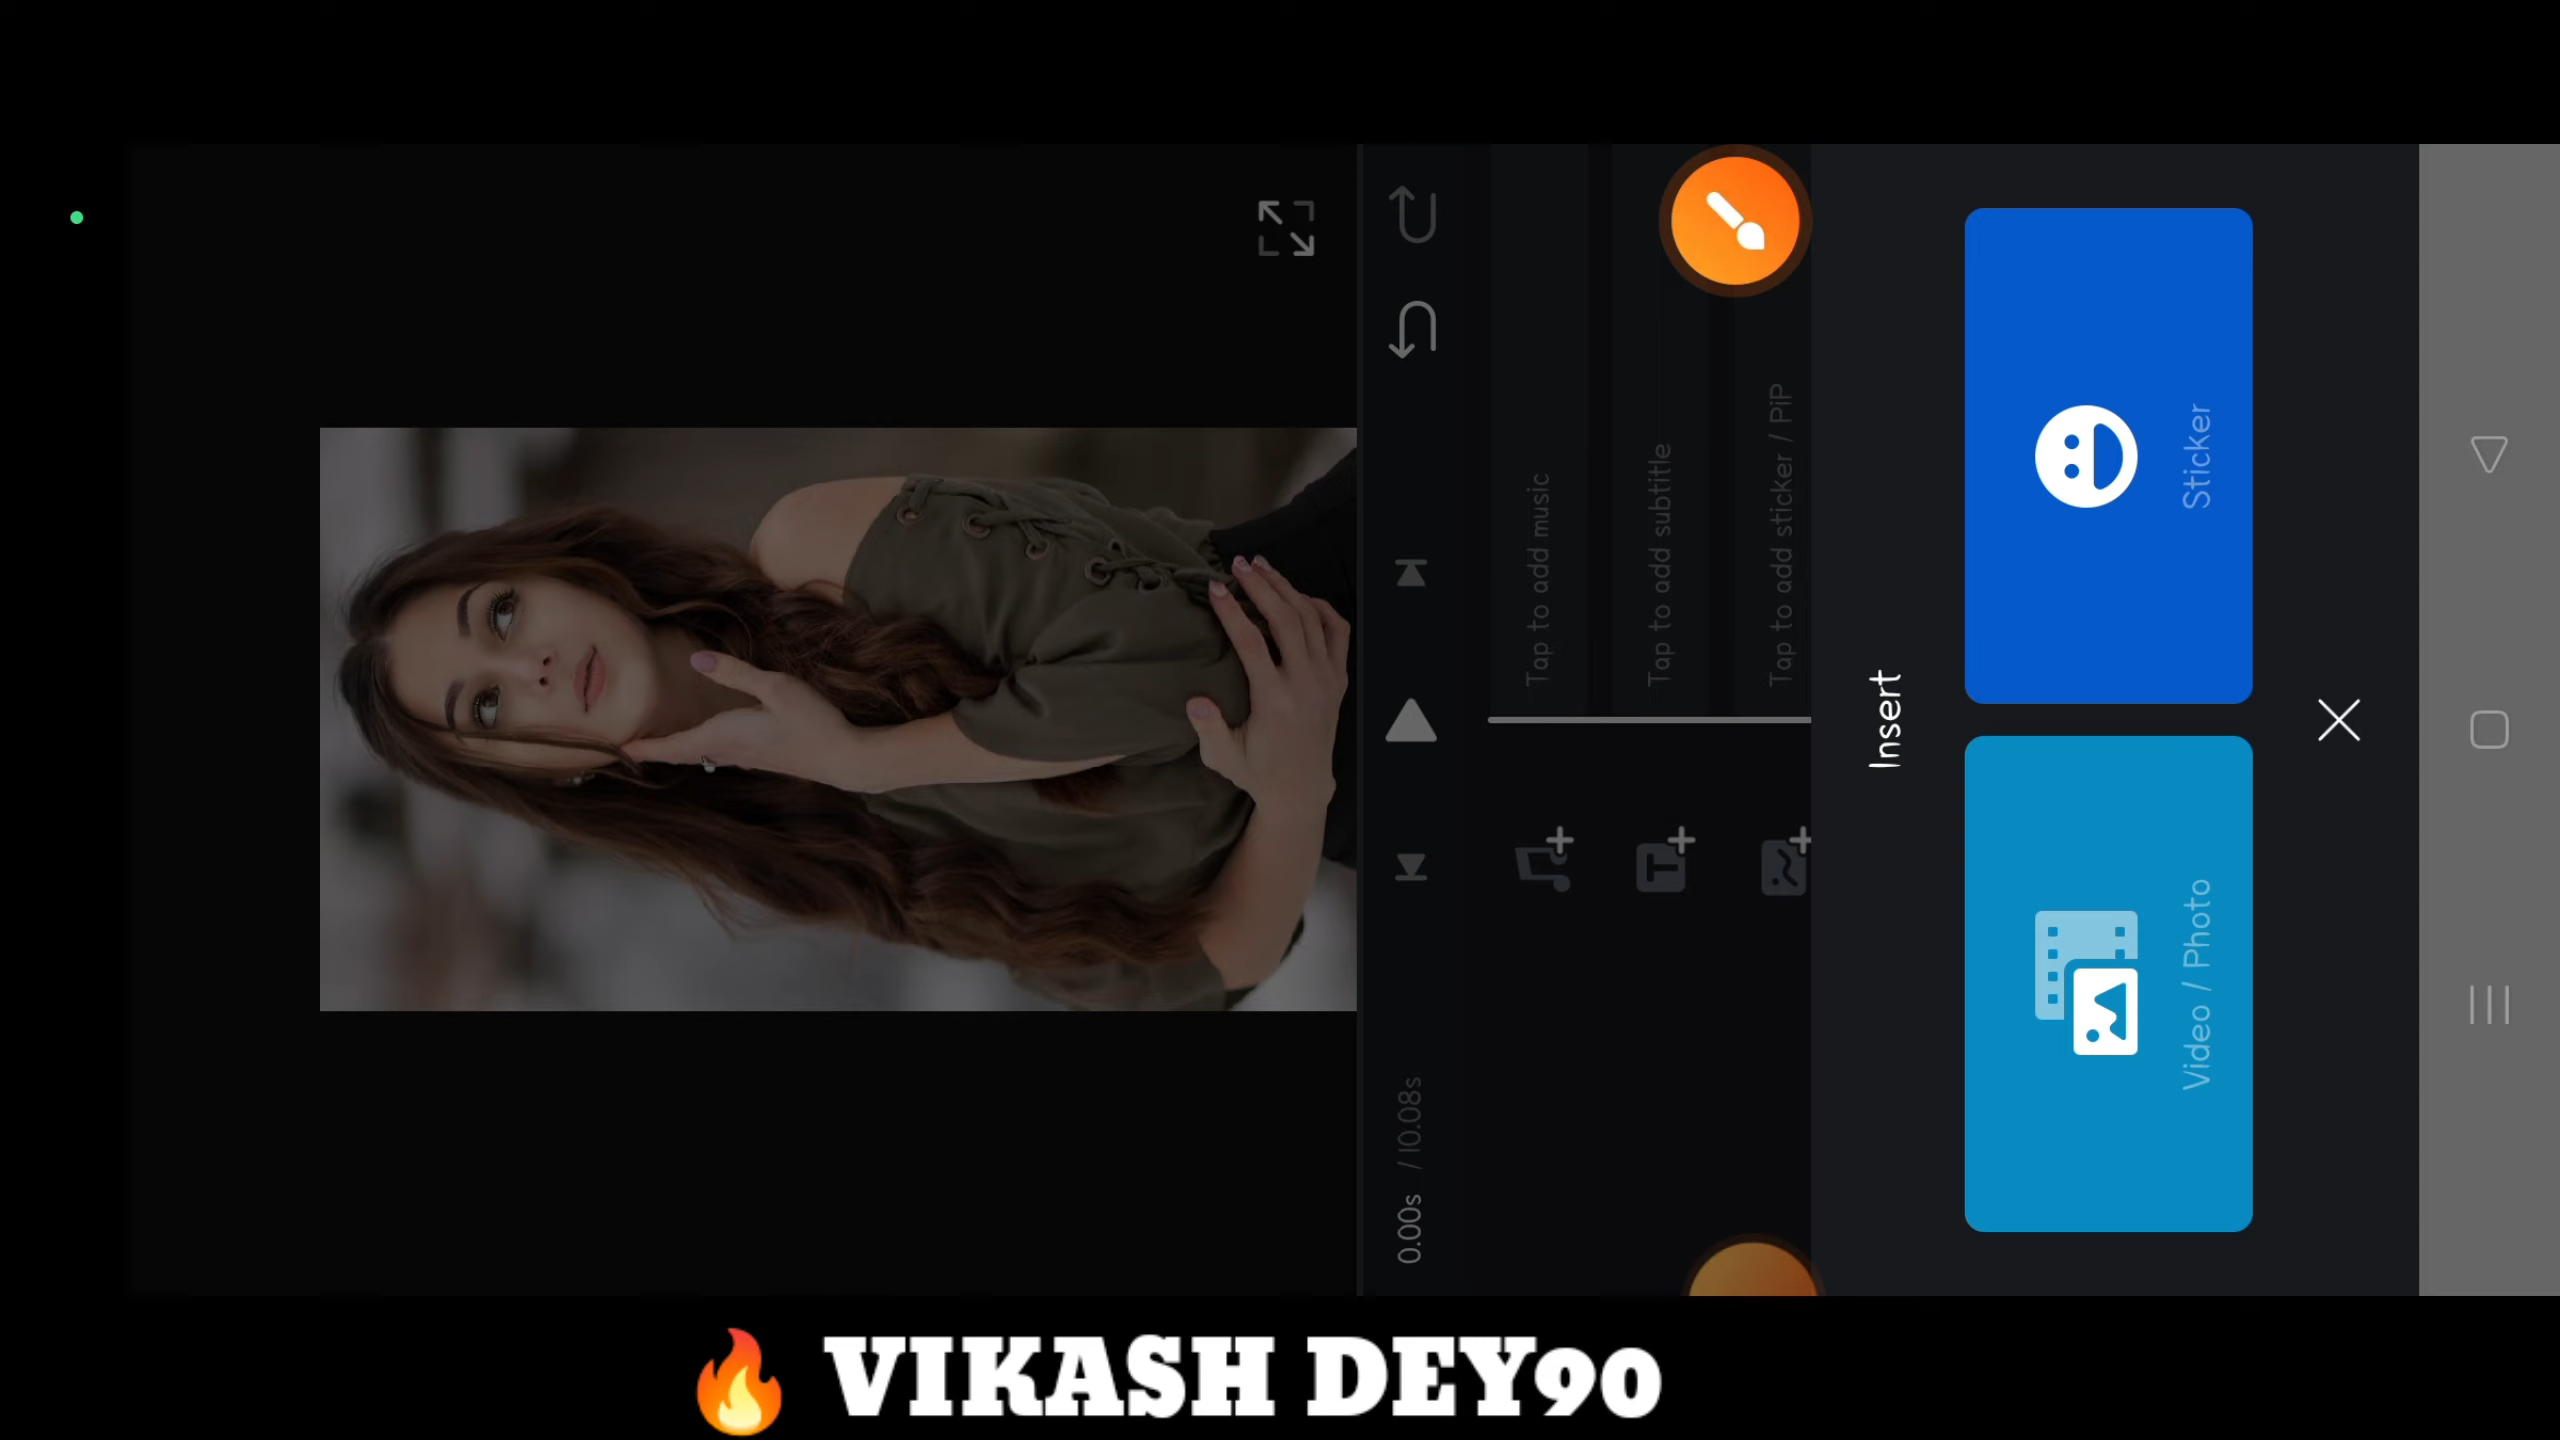 0.00s / 10.08s
Tap to add music
Tap to add subtitle
Tap to add sticker / PiP
Insert
Video / Photo
Sticker
VIKASH DEY90